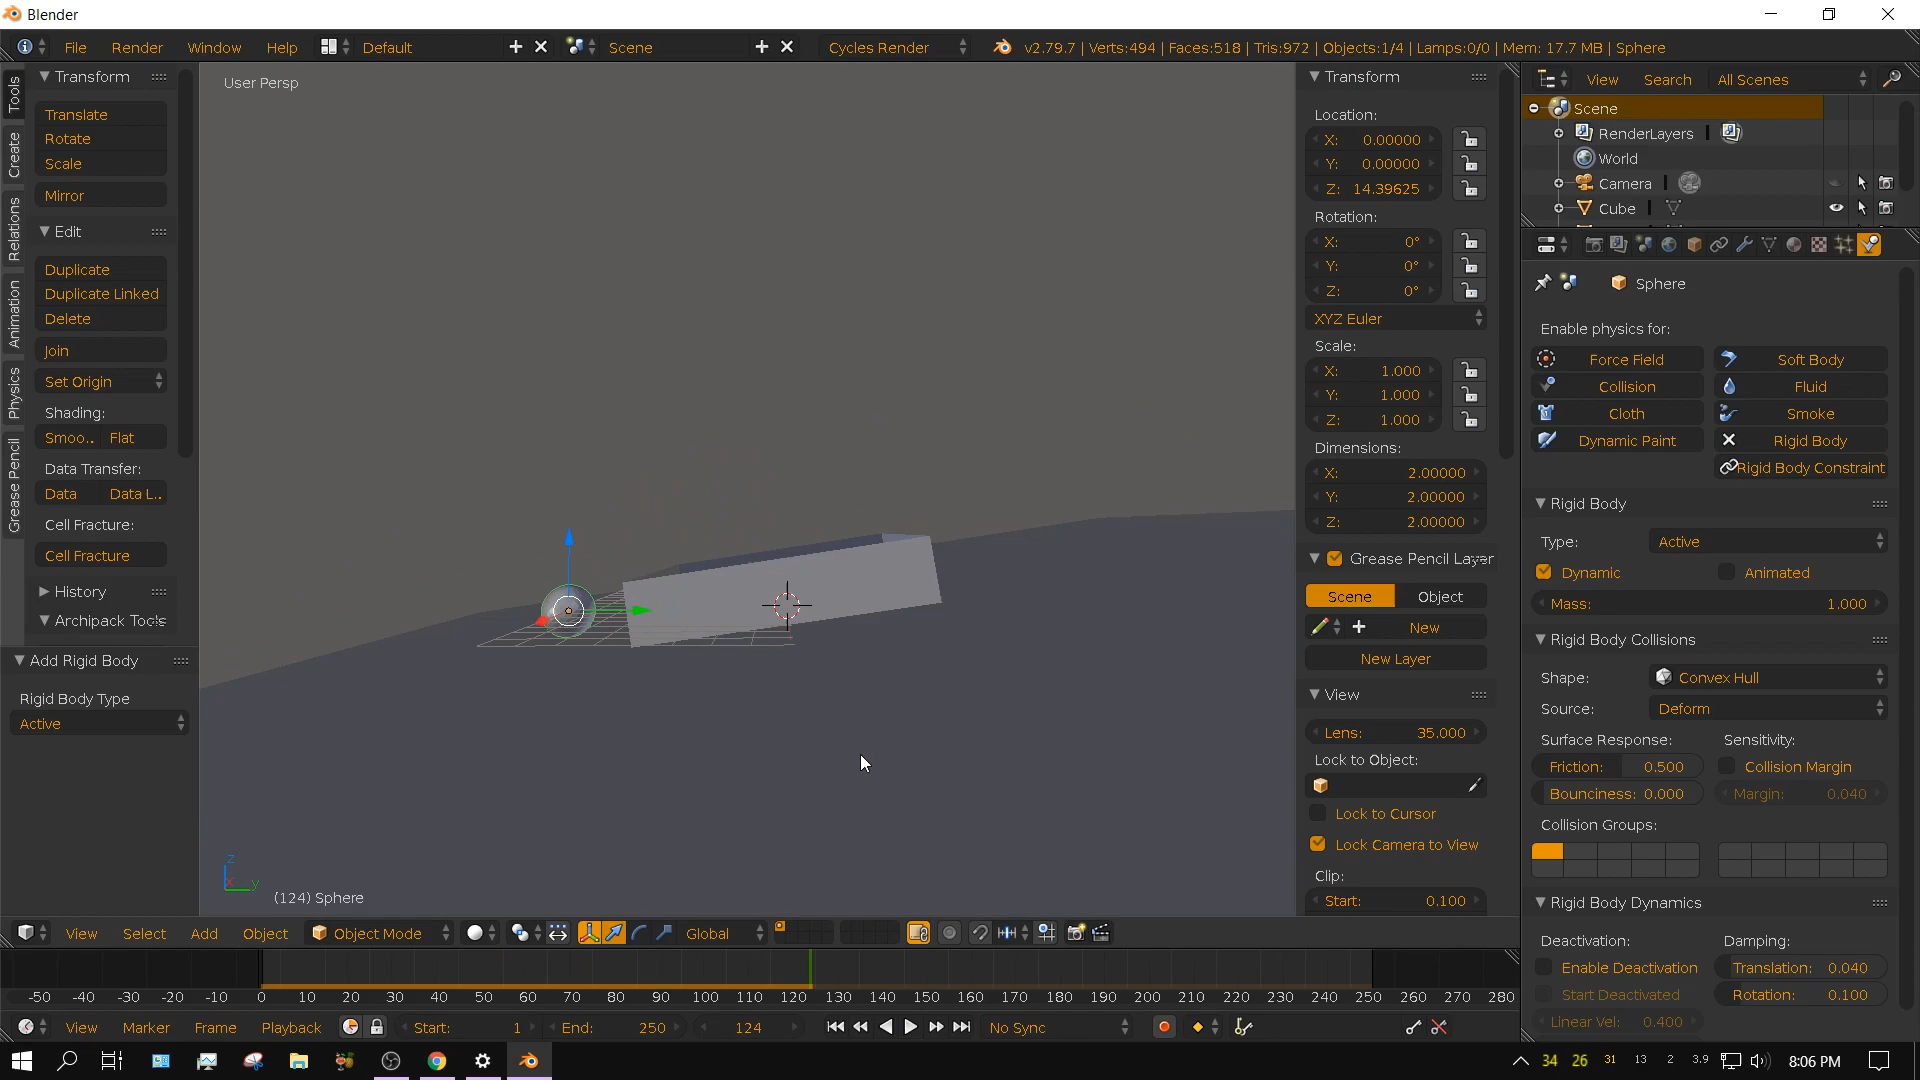 Blender
File Render Window Help Default Scene Cycles Render v2.79.7 | Verts:494 | Faces:518 | Tris:972 | Objects:1/4 | Lamps:0/0 | Mem: 17.7 MB | Sphere
Tools
Create
Relations
Animation
Physics
Grease Pencil
Transform
Translate
Rotate
Scale
Mirror
Edit
Duplicate
Duplicate Linked
Delete
Join
Set Origin
Shading:
Smoo.. Flat
Data Transfer:
Data Data L..
Cell Fracture:
Cell Fracture
History
Archipack Tools
Add Rigid Body
Rigid Body Type
Active
User Persp
z
x
y
(124) Sphere
Transform
Location:
X: 0.00000
Y: 0.00000
Z: 14.39625
Rotation:
X: 0°
Y: 0°
Z: 0°
XYZ Euler
Scale:
X: 1.000
Y: 1.000
Z: 1.000
Dimensions:
X: 2.00000
Y: 2.00000
Z: 2.00000
Grease Pencil Layer
Scene Object
New
New Layer
View
Lens: 35.000
Lock to Object:
Lock to Cursor
Lock Camera to View
Clip:
Start: 0.100
View Search All Scenes
Scene
RenderLayers |
World
Camera |
Cube |
Sphere
Enable physics for:
Force Field Soft Body
Collision Fluid
Cloth Smoke
Dynamic Paint Rigid Body
Rigid Body Constraint
Rigid Body
Type: Active
Dynamic Animated
Mass: 1.000
Rigid Body Collisions
Shape: Convex Hull
Source: Deform
Surface Response: Sensitivity:
Friction: 0.500 Collision Margin
Bounciness: 0.000 Margin: 0.040
Collision Groups:
Rigid Body Dynamics
Deactivation: Damping:
Enable Deactivation Translation: 0.040
Start Deactivated Rotation: 0.100
Linear Vel: 0.400
View Select Add Object Object Mode Global
-50 -40 -30 -20 -10 0 10 20 30 40 50 60 70 80 90 100 110 120 130 140 150 160 170 180 190 200 210 220 230 240 250 260 270 280
View Marker Frame Playback Start: 1 End: 250 124 No Sync
34 26 31 13 2 3.9 8:06 PM